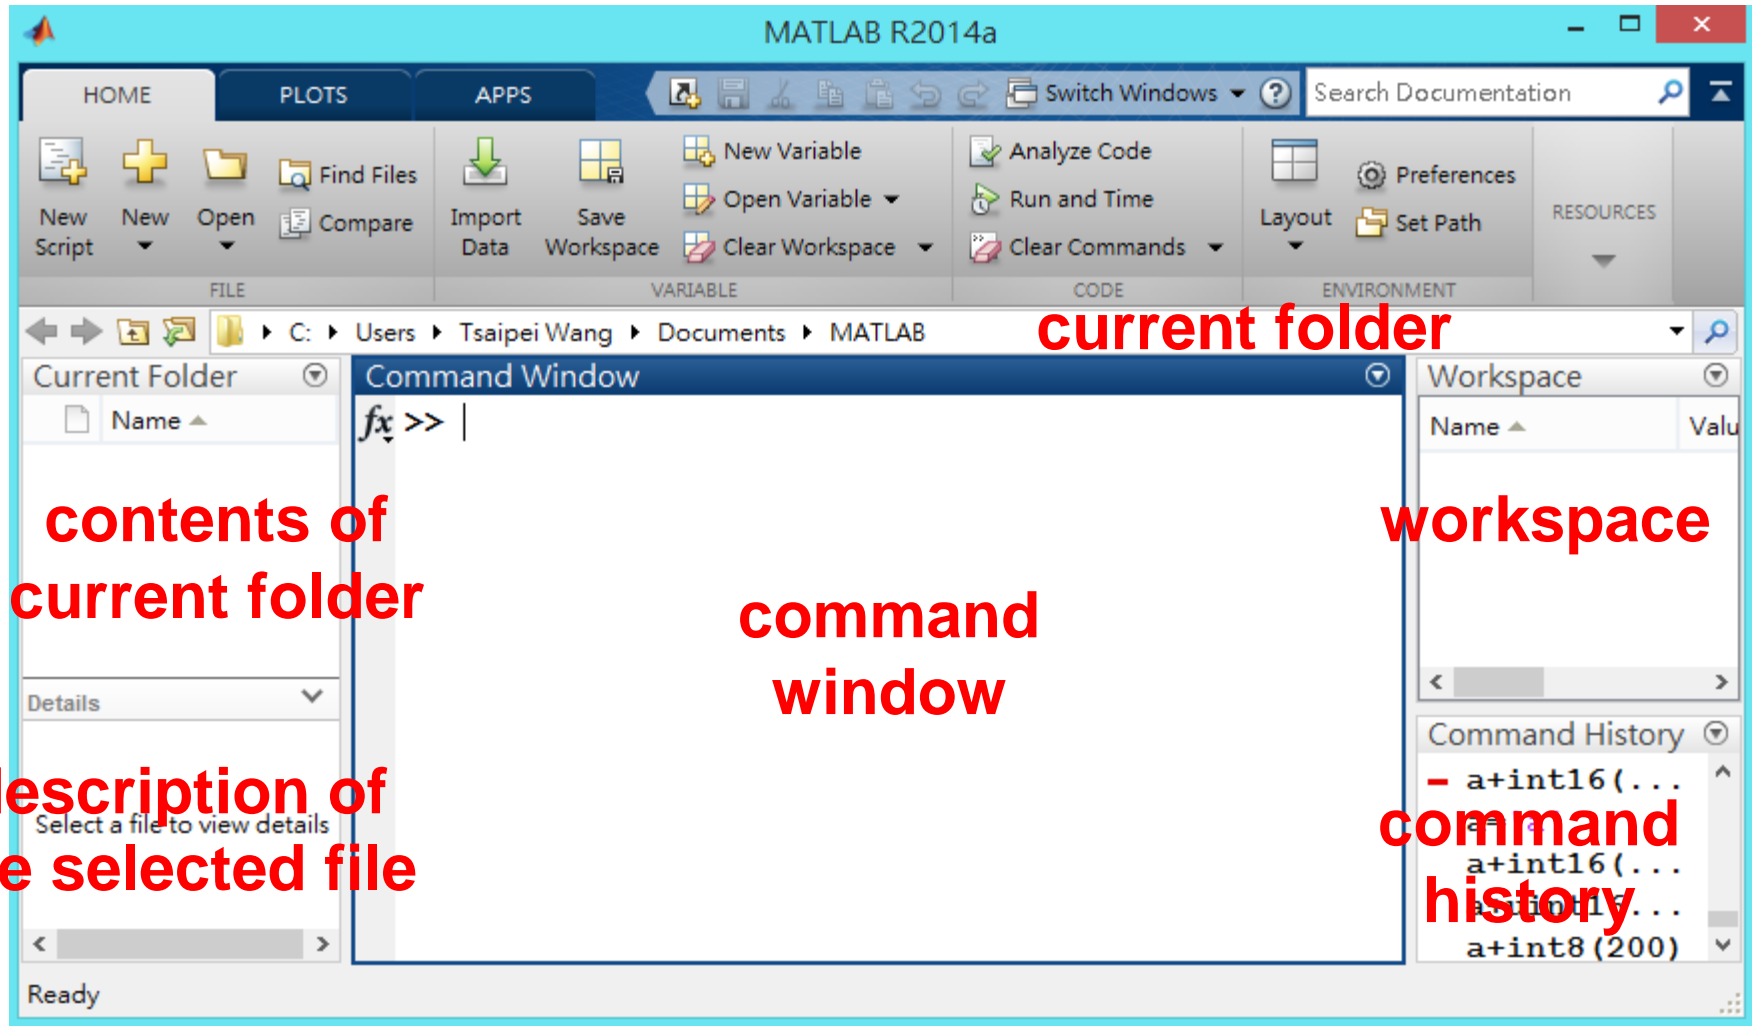 MATLAB R2014a
HOME
PLOTS
APPS
Switch Windows
Search Documentation
New Script
New
Open
Find Files
Compare
FILE
Import Data
Save Workspace
New Variable
Open Variable
Clear Workspace
VARIABLE
Analyze Code
Run and Time
Clear Commands
CODE
Layout
Preferences
Set Path
ENVIRONMENT
RESOURCES
C: Users Tsaipei Wang Documents MATLAB
current folder
Current Folder
Name
contents of
current folder
Details
description of
Select a file to view details
e selected file
Command Window
fx >>
command
window
Workspace
Name Valu
workspace
Command History
a+int16(...
command
a+int16(...
history
a+int8(200)
Ready